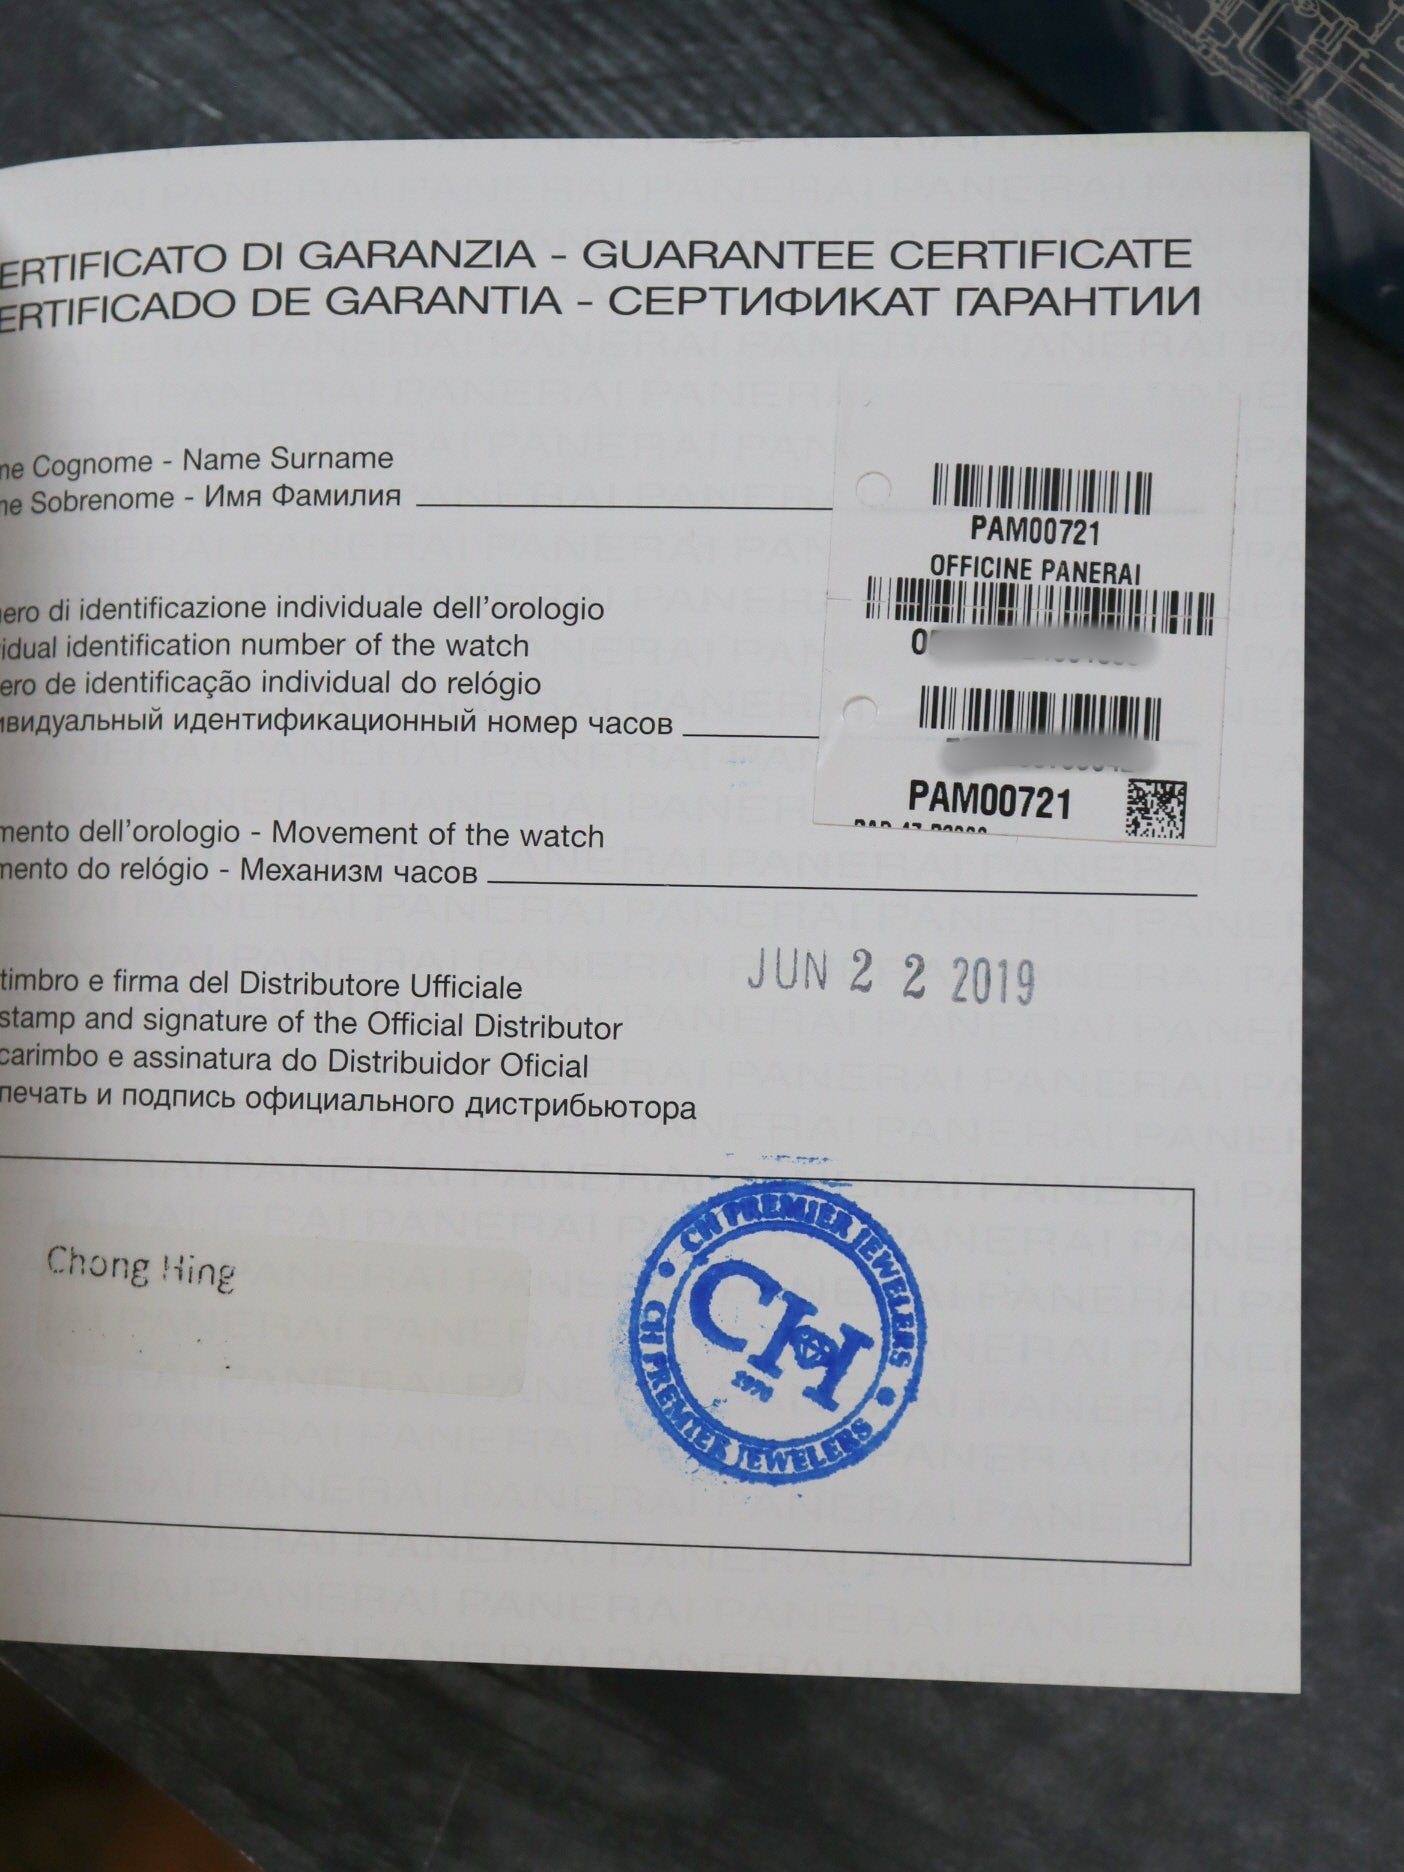 ERTIFICATO DI GARANZIA - GUARANTEE CERTIFICATE
ERTIFICADO DE GARANTIA - СЕРТИФИКАТ ГАРАНТИИ
me Cognome - Name Surname
me Sobrenome - Имя Фамилия
PAM00721
OFFICINE PANERAI
ero di identificazione individuale dell'orologio
idual identification number of the watch
ero de identificação individual do relógio
ивидуальный идентификационный номер часов
PAM00721
mento dell'orologio - Movement of the watch
mento do relógio - Механизм часов
JUN 22 2019
timbro e firma del Distributore Ufficiale
stamp and signature of the Official Distributor
carimbo e assinatura do Distribuidor Oficial
печать и подпись официального дистрибьютора
Chong Hing
CH PREMIER JEWELERS
CH
1976
CH PREMIER JEWELERS